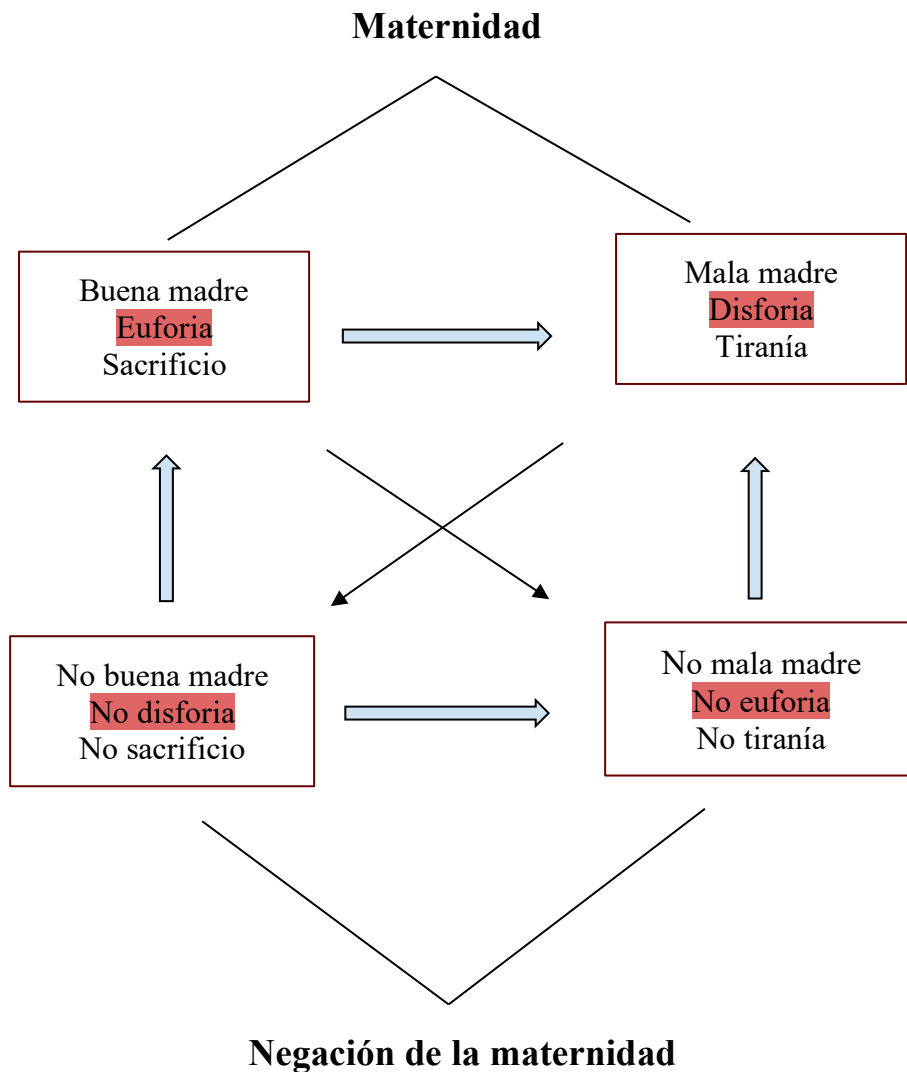 Maternidad
Buena madre
Euforia
Sacrificio
Mala madre
Disforia
Tiranía
No buena madre
No disforia
No sacrificio
No mala madre
No euforia
No tiranía
Negación de la maternidad